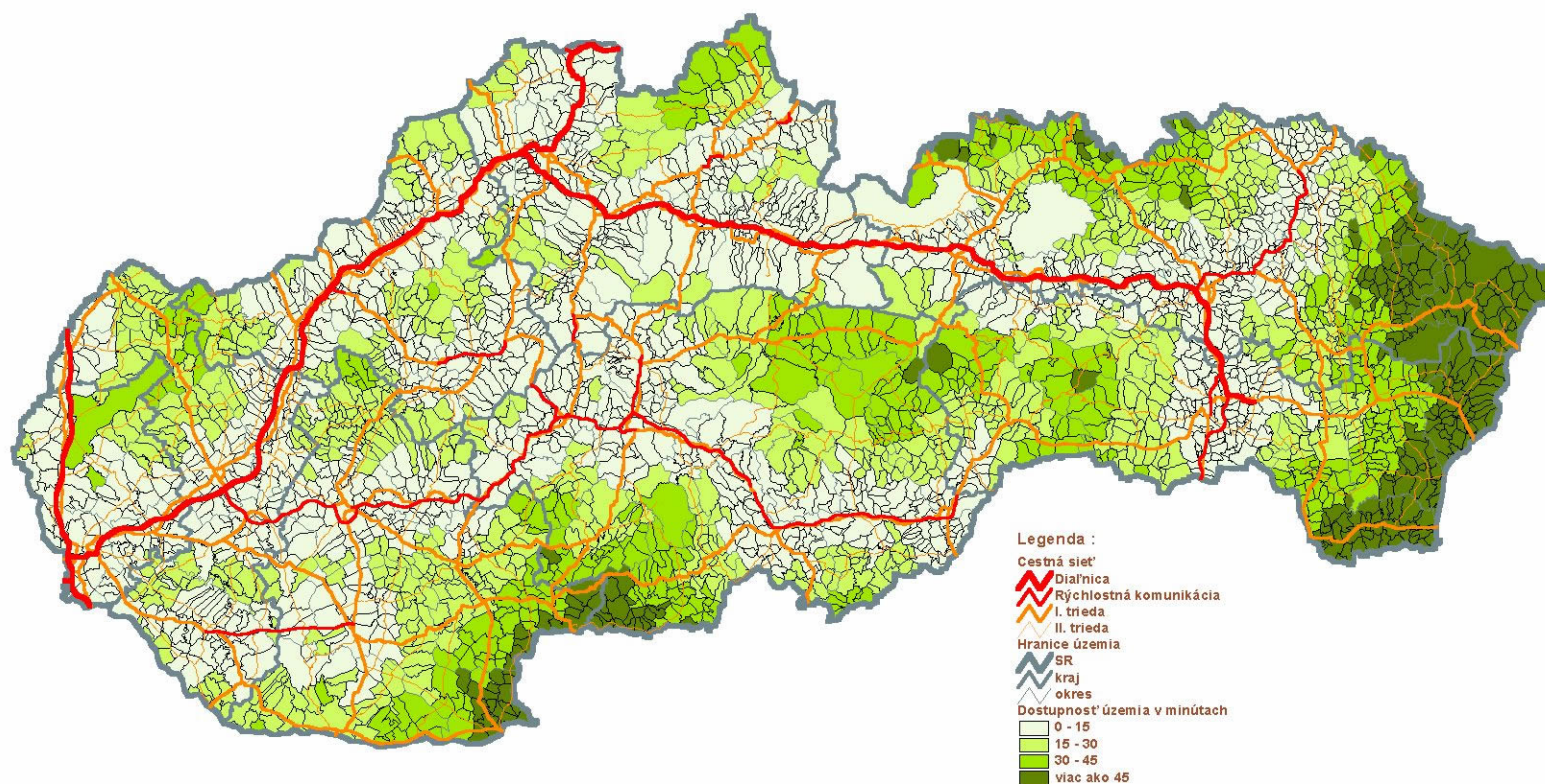 Legenda :
Cestná sieť
Diaľnica
Rýchlostná komunikácia
I. trieda
II. trieda
Hranice územia
SR
kraj
okres
Dostupnosť územia v minútach
0 - 15
15 - 30
30 - 45
viac ako 45